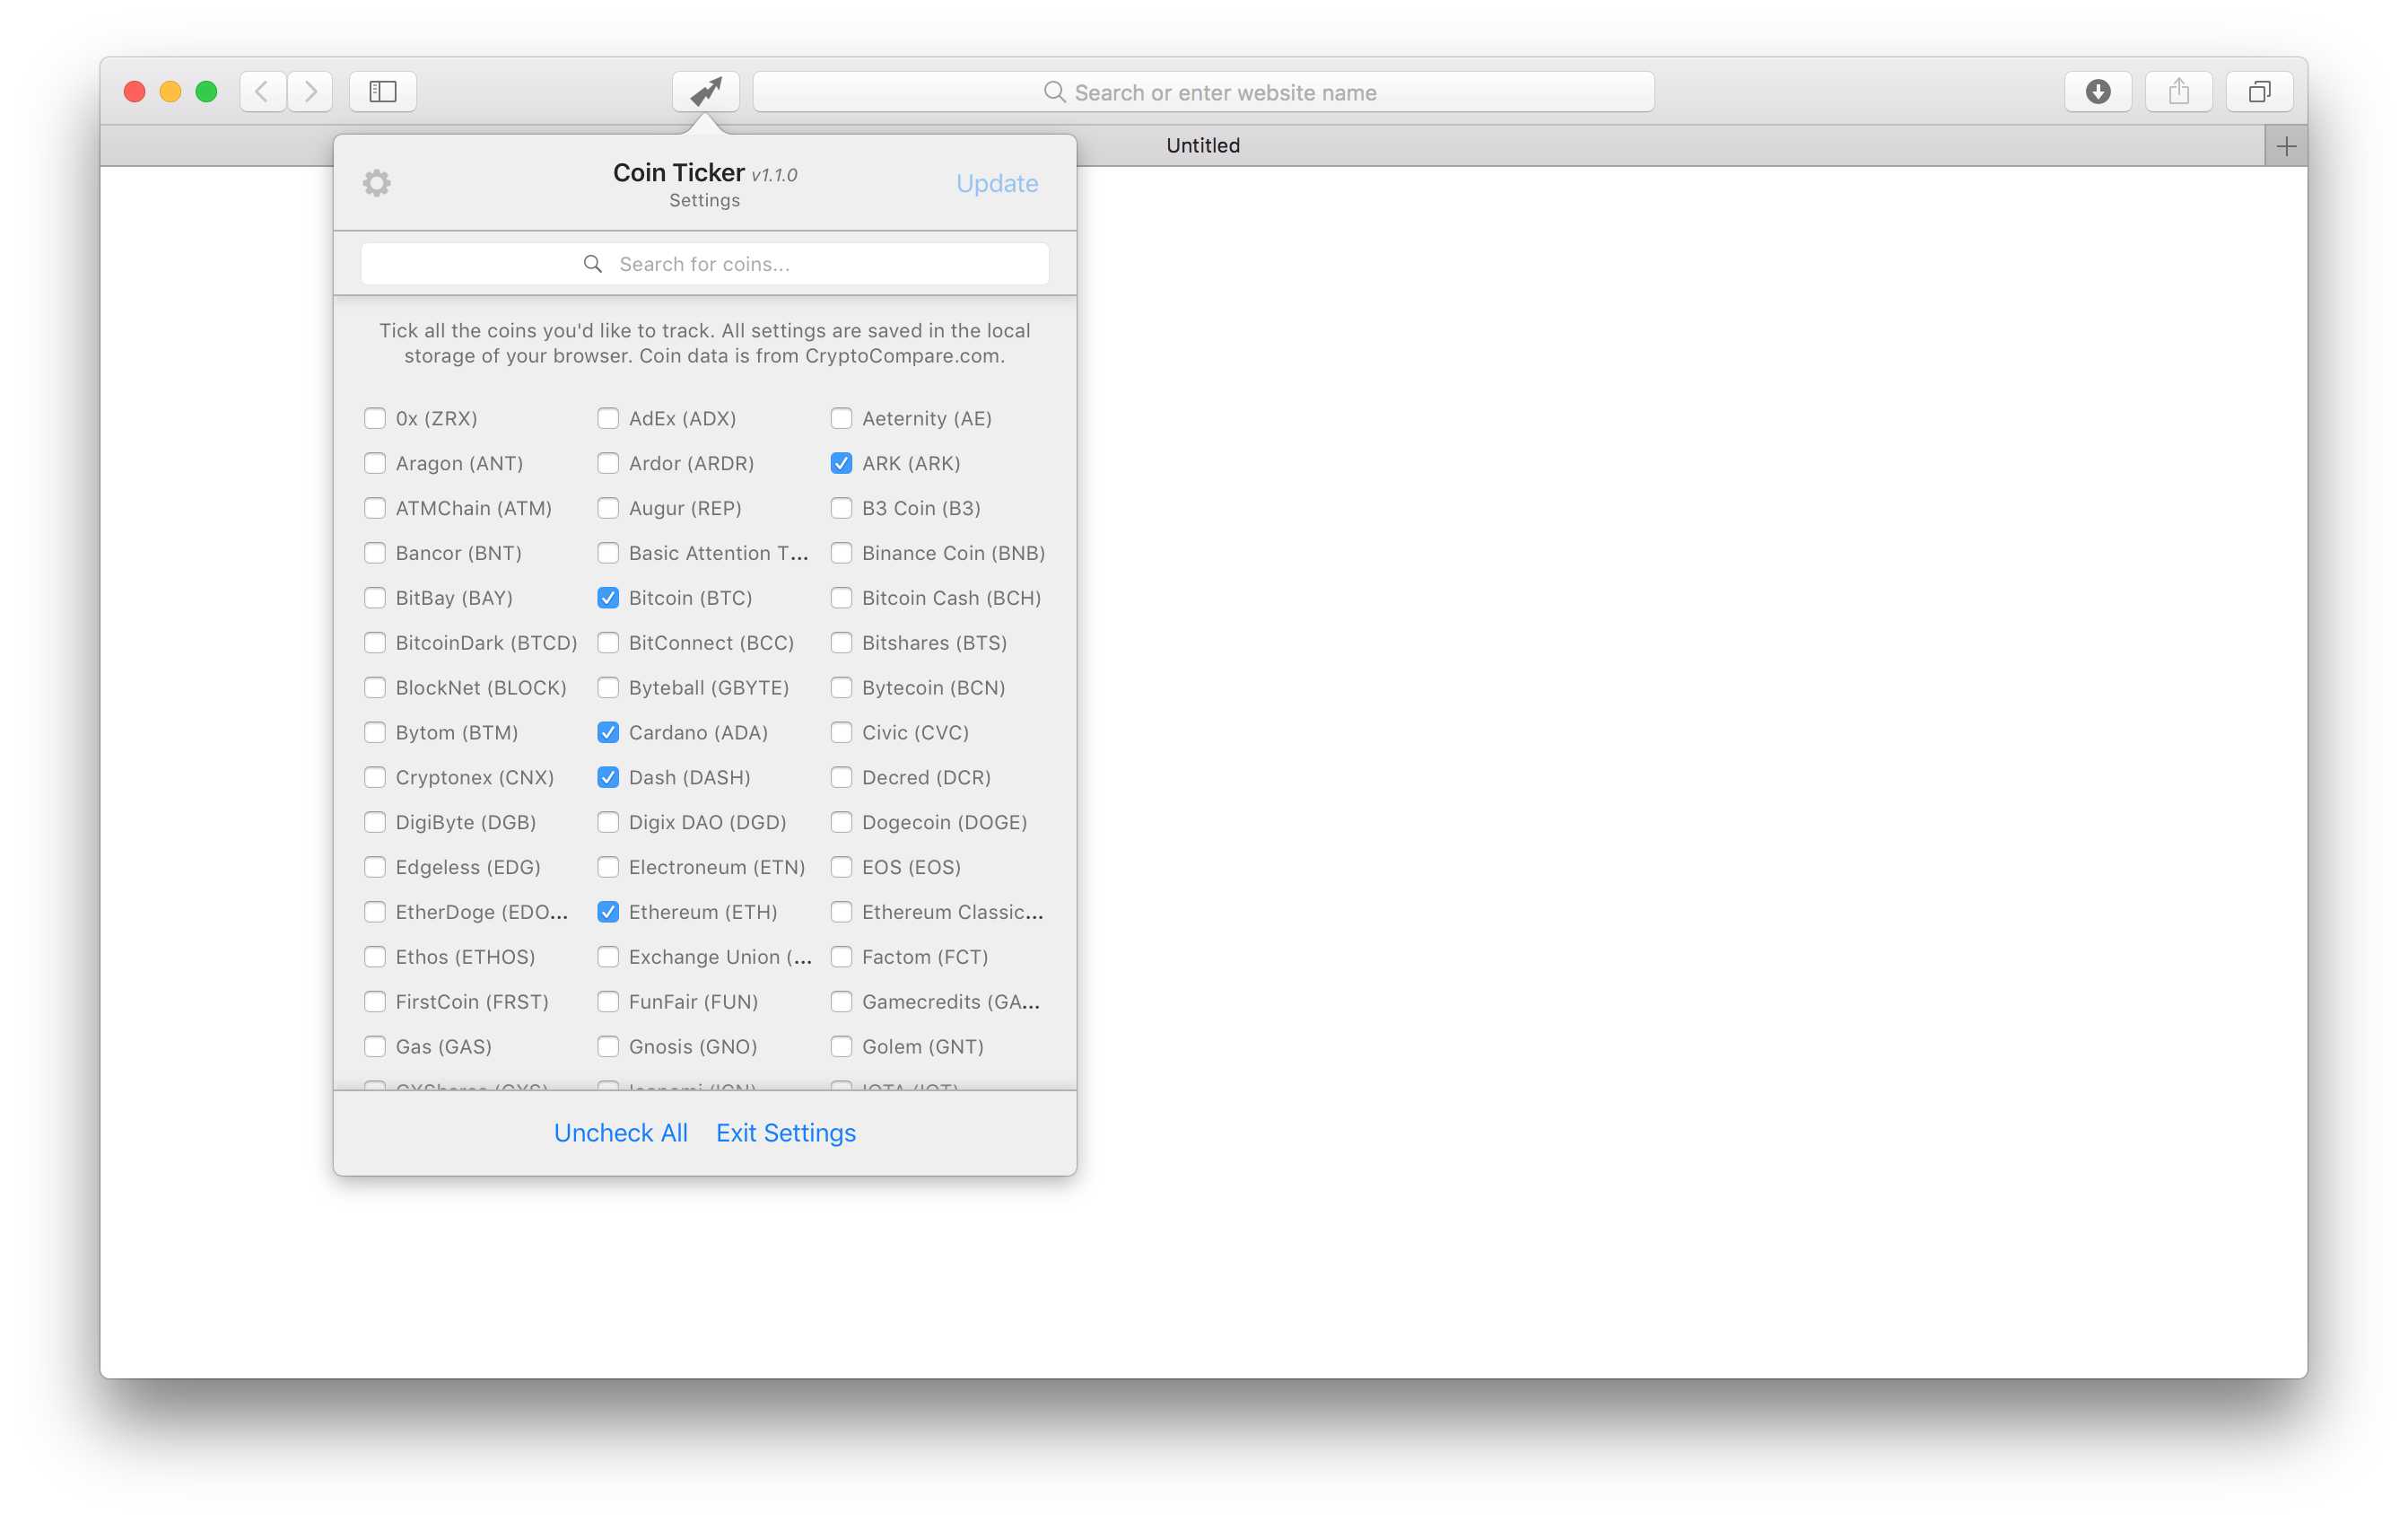 Search or enter website name
Untitled
Coin Ticker v1.1.0
Settings
Update
Search for coins...
Tick all the coins you'd like to track. All settings are saved in the local
storage of your browser. Coin data is from CryptoCompare.com.
0x (ZRX) AdEx (ADX) Aeternity (AE)
Aragon (ANT) Ardor (ARDR) ARK (ARK)
ATMChain (ATM) Augur (REP) B3 Coin (B3)
Bancor (BNT) Basic Attention T... Binance Coin (BNB)
BitBay (BAY) Bitcoin (BTC) Bitcoin Cash (BCH)
BitcoinDark (BTCD) BitConnect (BCC) Bitshares (BTS)
BlockNet (BLOCK) Byteball (GBYTE) Bytecoin (BCN)
Bytom (BTM) Cardano (ADA) Civic (CVC)
Cryptonex (CNX) Dash (DASH) Decred (DCR)
DigiByte (DGB) Digix DAO (DGD) Dogecoin (DOGE)
Edgeless (EDG) Electroneum (ETN) EOS (EOS)
EtherDoge (EDO... Ethereum (ETH) Ethereum Classic...
Ethos (ETHOS) Exchange Union (... Factom (FCT)
FirstCoin (FRST) FunFair (FUN) Gamecredits (GA...
Gas (GAS) Gnosis (GNO) Golem (GNT)
Uncheck All Exit Settings